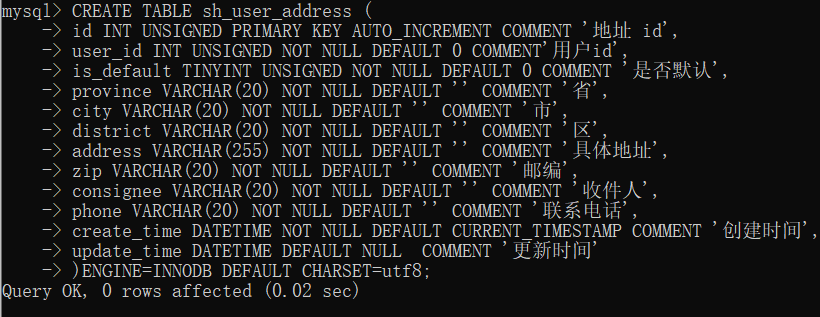 mysql> CREATE TABLE sh_user_address (
-> id INT UNSIGNED PRIMARY KEY AUTO_INCREMENT COMMENT '地址 id',
-> user_id INT UNSIGNED NOT NULL DEFAULT 0 COMMENT'用户id',
-> is_default TINYINT UNSIGNED NOT NULL DEFAULT 0 COMMENT '是否默认',
-> province VARCHAR(20) NOT NULL DEFAULT '' COMMENT '省',
-> city VARCHAR(20) NOT NULL DEFAULT '' COMMENT '市',
-> district VARCHAR(20) NOT NULL DEFAULT '' COMMENT '区',
-> address VARCHAR(255) NOT NULL DEFAULT '' COMMENT '具体地址',
-> zip VARCHAR(20) NOT NULL DEFAULT '' COMMENT '邮编',
-> consignee VARCHAR(20) NOT NULL DEFAULT '' COMMENT '收件人',
-> phone VARCHAR(20) NOT NULL DEFAULT '' COMMENT '联系电话',
-> create_time DATETIME NOT NULL DEFAULT CURRENT_TIMESTAMP COMMENT '创建时间',
-> update_time DATETIME DEFAULT NULL  COMMENT '更新时间'
-> )ENGINE=INNODB DEFAULT CHARSET=utf8;
Query OK, 0 rows affected (0.02 sec)